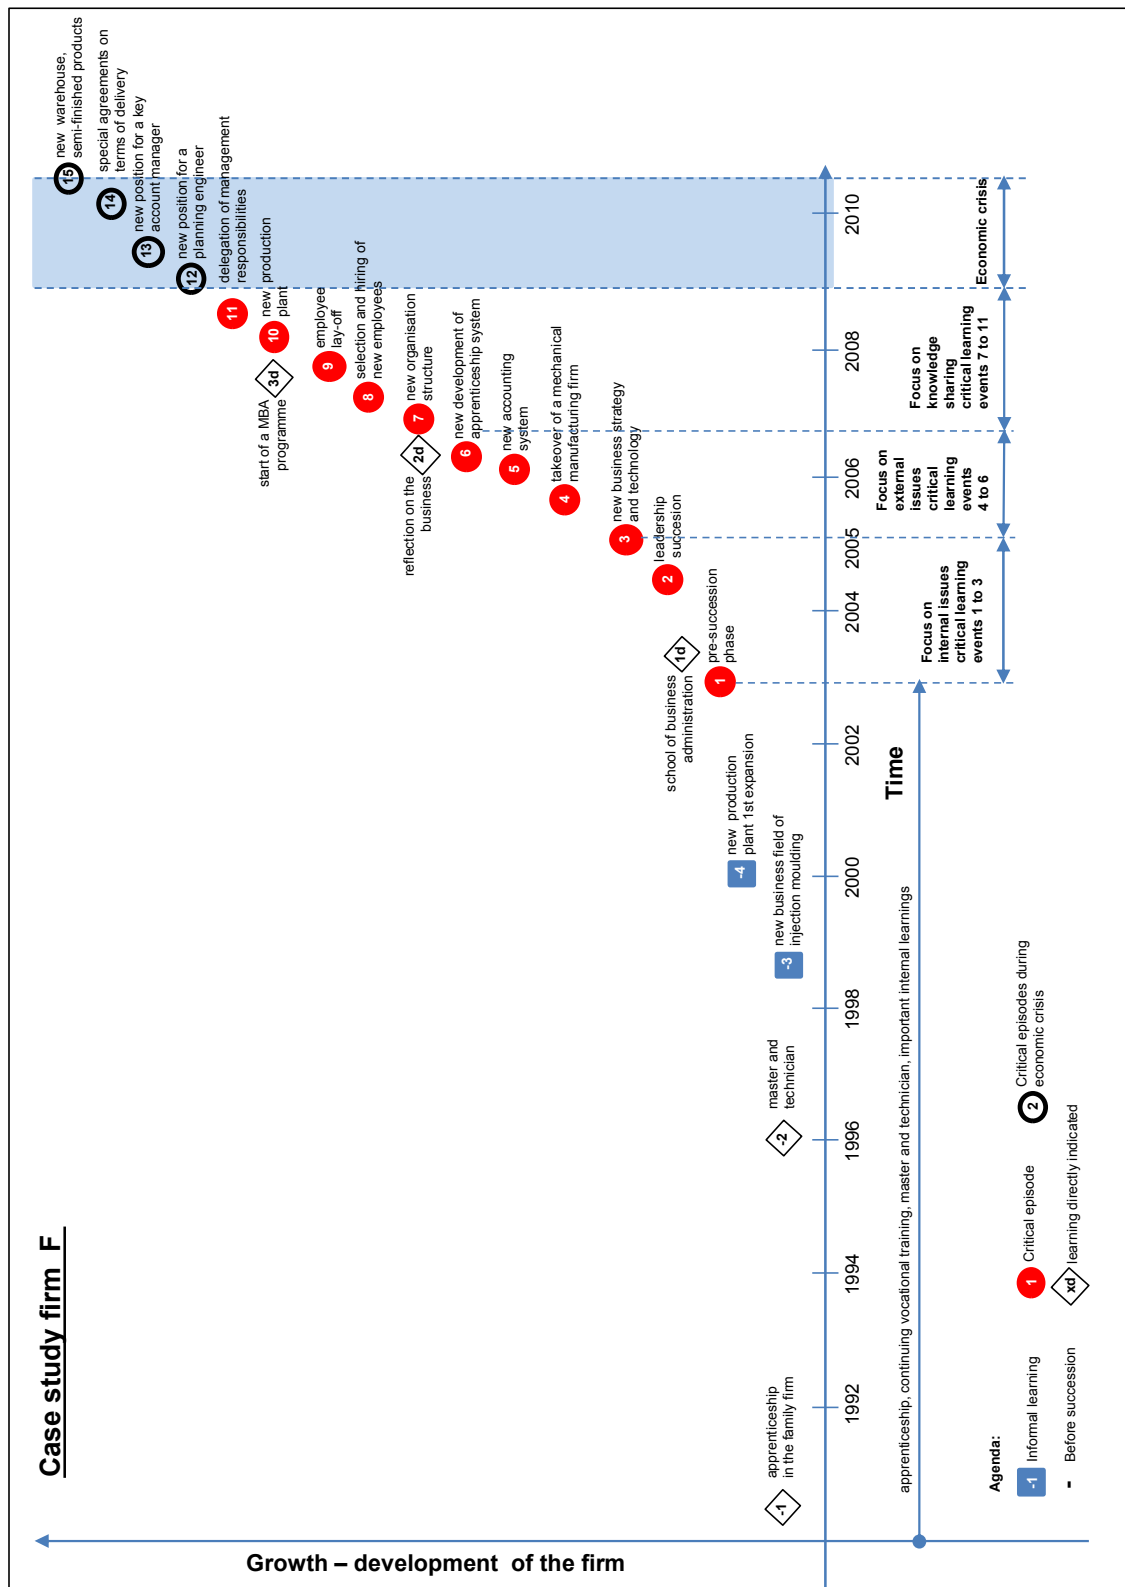 Case study firm  F
Growth – development  of the firm
15
new  warehouse,
semi-finished products
14
special agreements on
terms of delivery
13
new position for a key
account manager
12
new position for a
planning engineer
11
delegation of management
responsibilities
10
new  production
plant
3d
start of a MBA
programme
9
employee
lay-off
8
selection and hiring of
new employees
7
new organisation
structure
2d
reflection on the
business
6
new development of
apprenticeship system
5
new accounting
system
4
takeover of a mechanical
manufacturing firm
3
new business strategy
and technology
2
leadership
succesion
1d
school of business
administration
1
pre-succession
phase
-4
new  production
plant 1st expansion
-3
new business field of
injection moulding
-2
master and
technician
-1
apprenticeship
in the family firm
1992
1994
1996
1998
2000
2002
2004
2005
2006
2008
2010
Time
apprenticeship, continuing vocational training, master and technician, important internal learnings
Focus on
internal issues
critical learning
events 1 to 3
Focus on
external
issues
critical
learning
events
4 to 6
Focus on
knowledge
sharing
critical learning
events 7 to 11
Economic crisis
Agenda:
-1
Informal learning
1
Critical episode
2
Critical episodes during
economic crisis
-
Before succession
xd
learning directly indicated